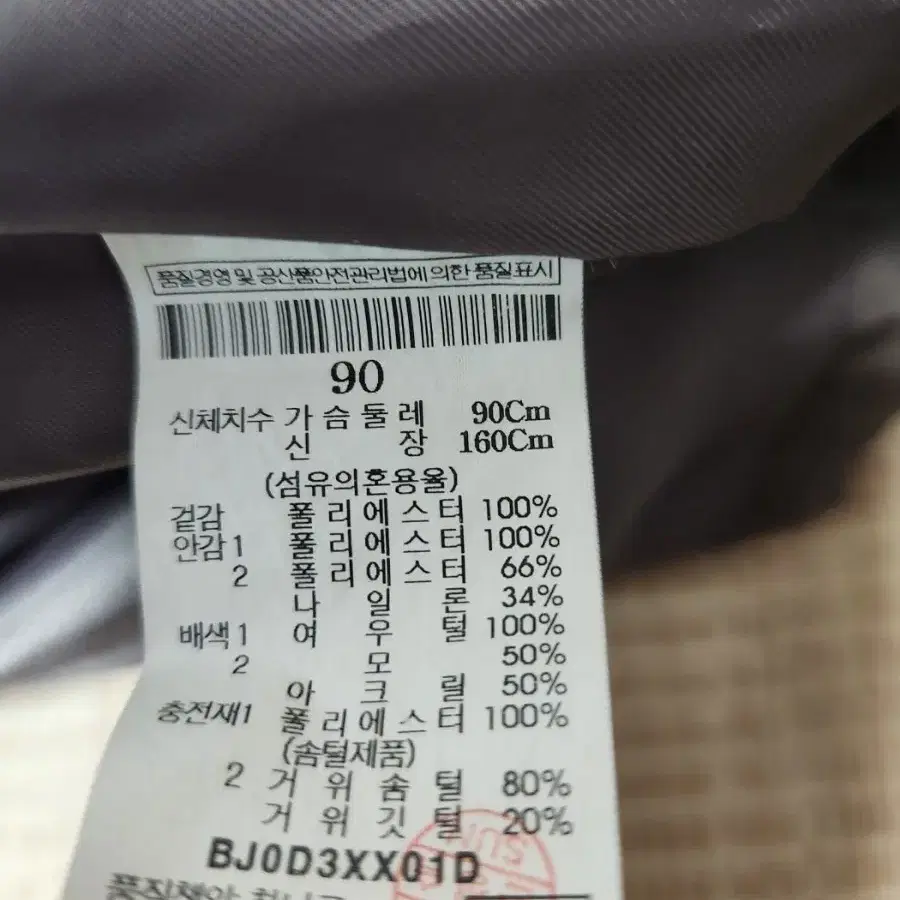 품질경영 및 공산품안전관리법에 의한 품질표시
90
신체치수 가 슴 둘 레 90Cm
신 장 160Cm
(섬유의혼용율)
겉감 폴 리 에 스 터 100%
안감 1 폴 리 에 스 터 100%
2 폴 리 에 스 터 66%
나 일 론 34%
배색 1 여 우 털 100%
2 모 50%
아 크 릴 50%
충전재1 폴 리 에 스 터 100%
(솜털제품)
2 거 위 솜 털 80%
거 위 깃 털 20%
BJ0D3XX01D